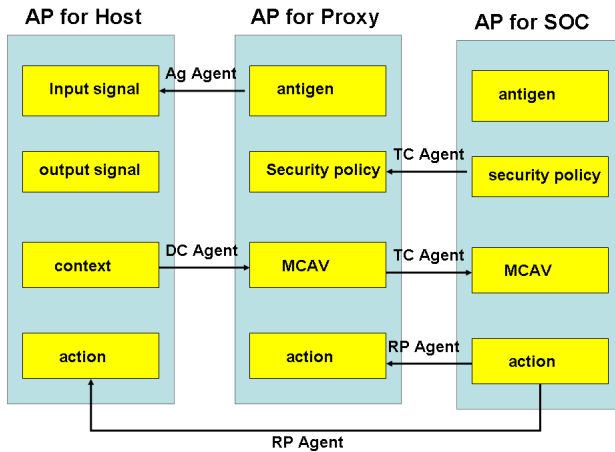 AP for Host
AP for Proxy
AP for SOC
Input signal
Ag Agent
antigen
antigen
output signal
Security policy
TC Agent
security policy
context
DC Agent
MCAV
TC Agent
MCAV
action
action
RP Agent
action
RP Agent